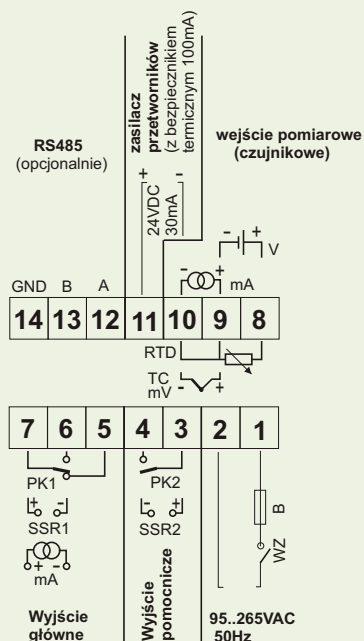 zasilacz
przetworników
(z bezpiecznikiem
termicznym 100mA)
RS485
(opcjonalnie)
wejście pomiarowe
(czujnikowe)
+ -
24VDC
30mA
- +
V
- +
mA
GND B A
14 13 12 11 10 9 8
RTD
TC
mV
- +
7 6 5 4 3 2 1
PK1
PK2
+ -
SSR1
+ -
mA
- +
SSR2
B
WZ
Wyjście
główne
Wyjście
pomocnicze
95..265VAC
50Hz